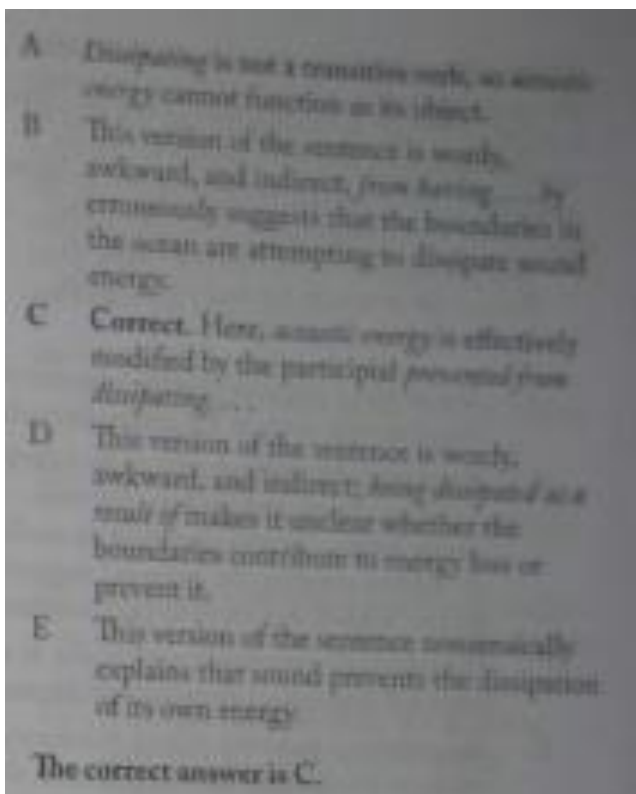 A Dissipating is not a transitive verb, so acoustic
energy cannot function as its object.
B This version of the sentence is wordy,
awkward, and indirect; from having . . . by
erroneously suggests that the boundaries in
the ocean are attempting to dissipate sound
energy.
C Correct. Here, acoustic energy is effectively
modified by the participial prevented from
dissipating . . .
D This version of the sentence is wordy,
awkward, and indirect; being dissipated as a
result of makes it unclear whether the
boundaries contribute to energy loss or
prevent it.
E This version of the sentence nonsensically
explains that sound prevents the dissipation
of its own energy.
The correct answer is C.